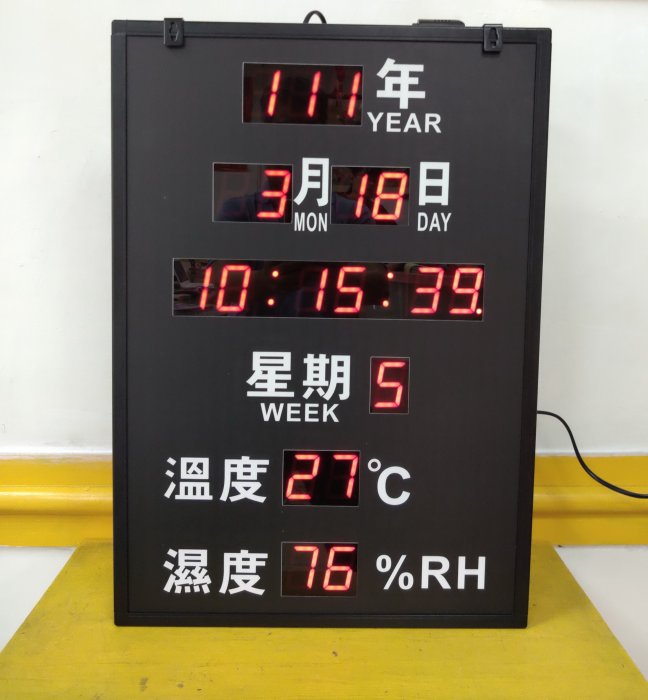 111 年
YEAR
3 月 18 日
MON DAY
10:15:39.
星期 5
WEEK
溫度 27 °C
濕度 76 %RH